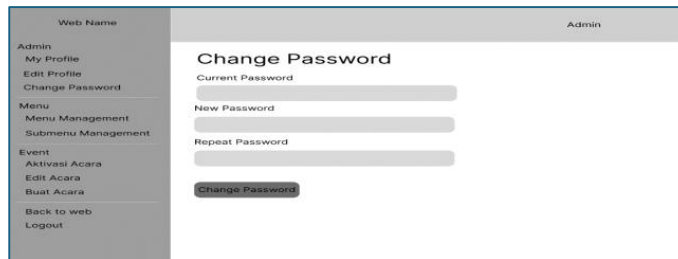 Web Name
Admin
Admin
My Profile
Edit Profile
Change Password
Menu
Menu Management
Submenu Management
Event
Aktivasi Acara
Edit Acara
Buat Acara
Back to web
Logout
Change Password
Current Password
New Password
Repeat Password
Change Password